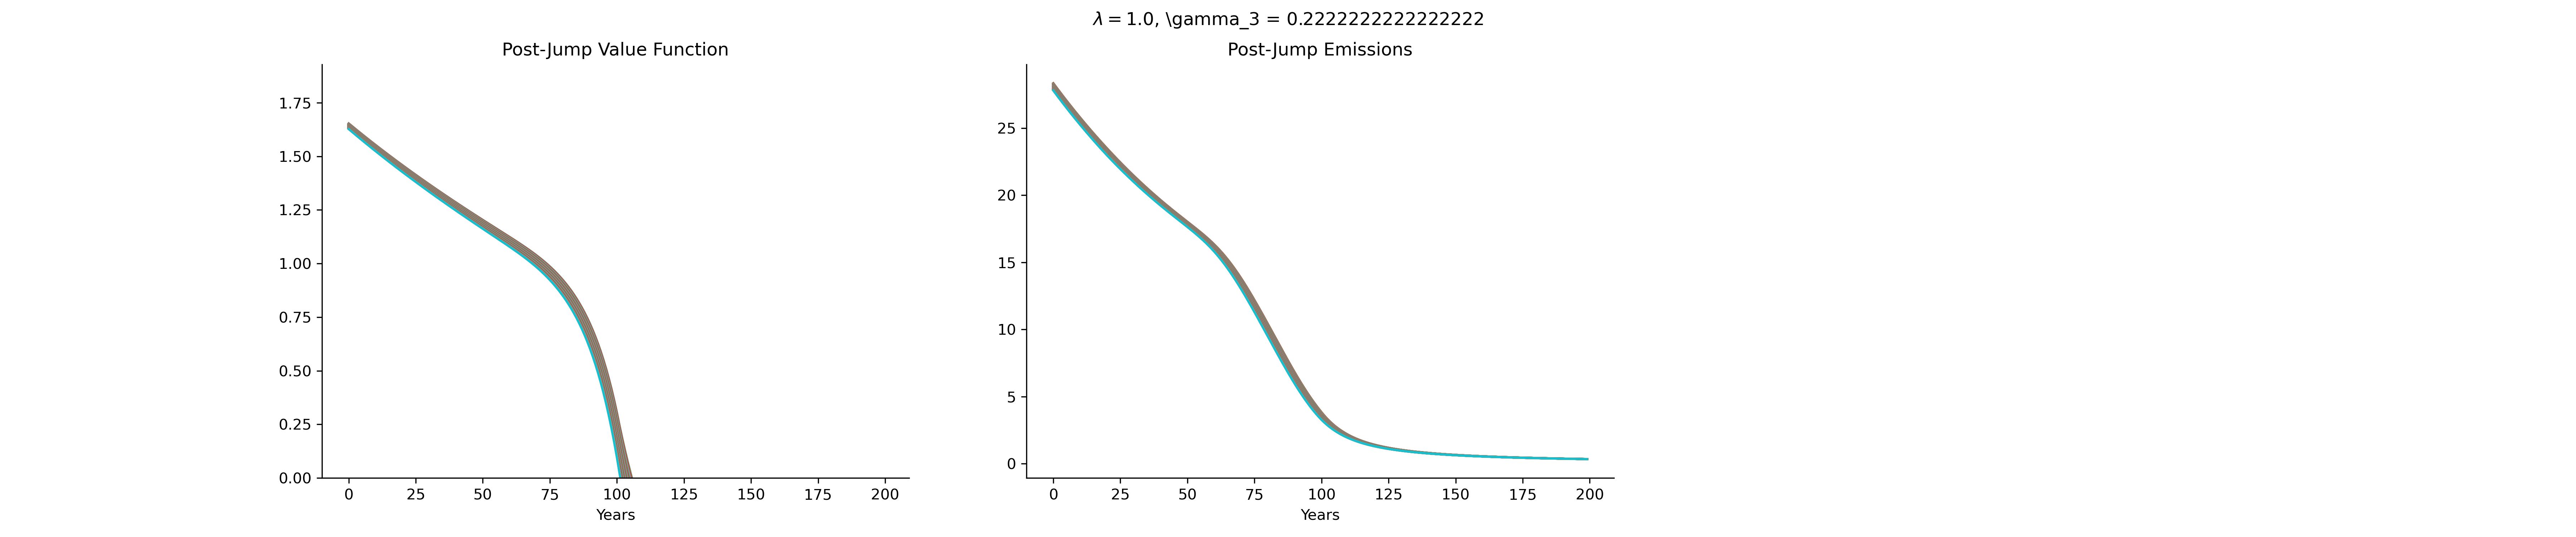 λ = 1.0, \gamma_3 = 0.2222222222222222
Post-Jump Value Function
1.75
1.50
1.25
1.00
0.75
0.50
0.25
0.00
0 25 50 75 100 125 150 175 200
Years
Post-Jump Emissions
25
20
15
10
5
0
0 25 50 75 100 125 150 175 200
Years